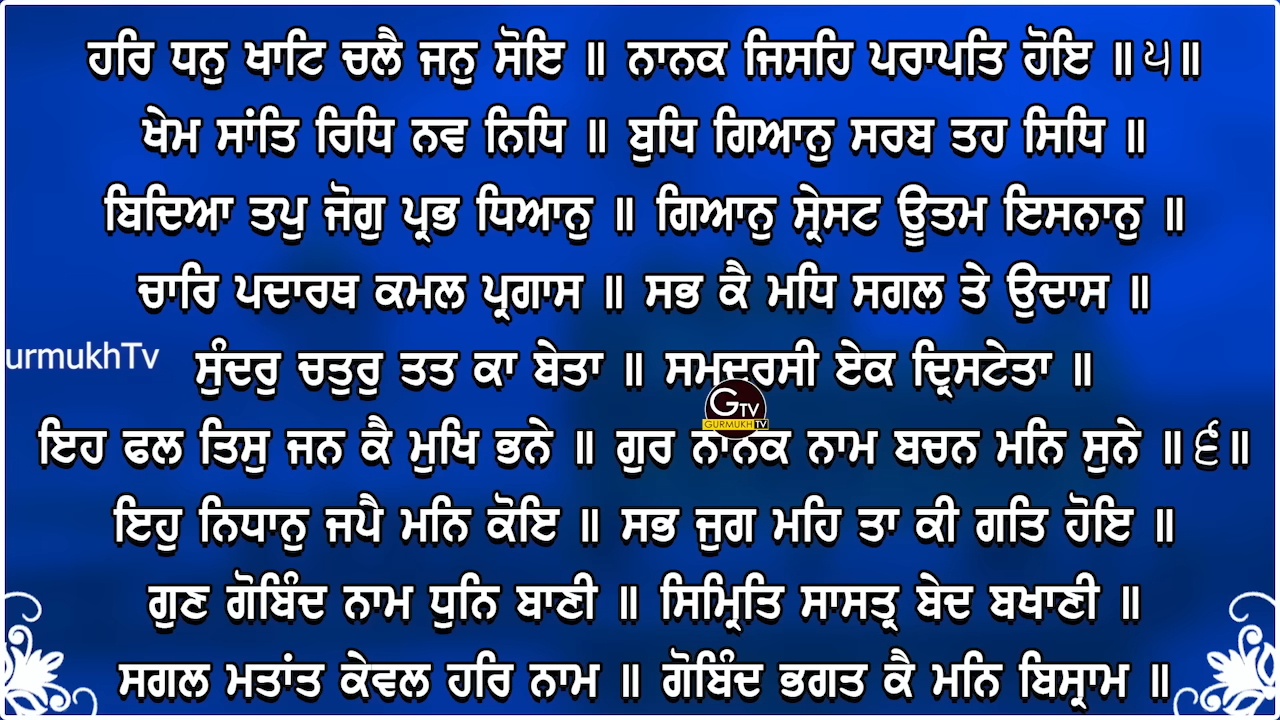 ਹਰਿ ਧਨੁ ਖਾਟਿ ਚਲੈ ਜਨੁ ਸੋਇ ॥ ਨਾਨਕ ਜਿਸਹਿ ਪਰਾਪਤਿ ਹੋਇ ॥੫॥
ਖੇਮ ਸਾਂਤਿ ਰਿਧਿ ਨਵ ਨਿਧਿ ॥ ਬੁਧਿ ਗਿਆਨੁ ਸਰਬ ਤਹ ਸਿਧਿ ॥
ਬਿਦਿਆ ਤਪੁ ਜੋਗੁ ਪ੍ਰਭ ਧਿਆਨੁ ॥ ਗਿਆਨੁ ਸ੍ਰੇਸਟ ਊਤਮ ਇਸਨਾਨੁ ॥
ਚਾਰਿ ਪਦਾਰਥ ਕਮਲ ਪ੍ਰਗਾਸ ॥ ਸਭ ਕੈ ਮਧਿ ਸਗਲ ਤੇ ਉਦਾਸ ॥
urmukhTv
ਸੁੰਦਰੁ ਚਤੁਰੁ ਤਤ ਕਾ ਬੇਤਾ ॥ ਸਮਦਰਸੀ ਏਕ ਦ੍ਰਿਸਟੇਤਾ ॥
GTV
GURMUKH TV
ਇਹ ਫਲ ਤਿਸੁ ਜਨ ਕੈ ਮੁਖਿ ਭਨੇ ॥ ਗੁਰ ਨਾਨਕ ਨਾਮ ਬਚਨ ਮਨਿ ਸੁਨੇ ॥੬॥
ਇਹੁ ਨਿਧਾਨੁ ਜਪੈ ਮਨਿ ਕੋਇ ॥ ਸਭ ਜੁਗ ਮਹਿ ਤਾ ਕੀ ਗਤਿ ਹੋਇ ॥
ਗੁਣ ਗੋਬਿੰਦ ਨਾਮ ਧੁਨਿ ਬਾਣੀ ॥ ਸਿਮ੍ਰਿਤਿ ਸਾਸਤ੍ਰ ਬੇਦ ਬਖਾਣੀ ॥
ਸਗਲ ਮਤਾਂਤ ਕੇਵਲ ਹਰਿ ਨਾਮ ॥ ਗੋਬਿੰਦ ਭਗਤ ਕੈ ਮਨਿ ਬਿਸ੍ਰਾਮ ॥